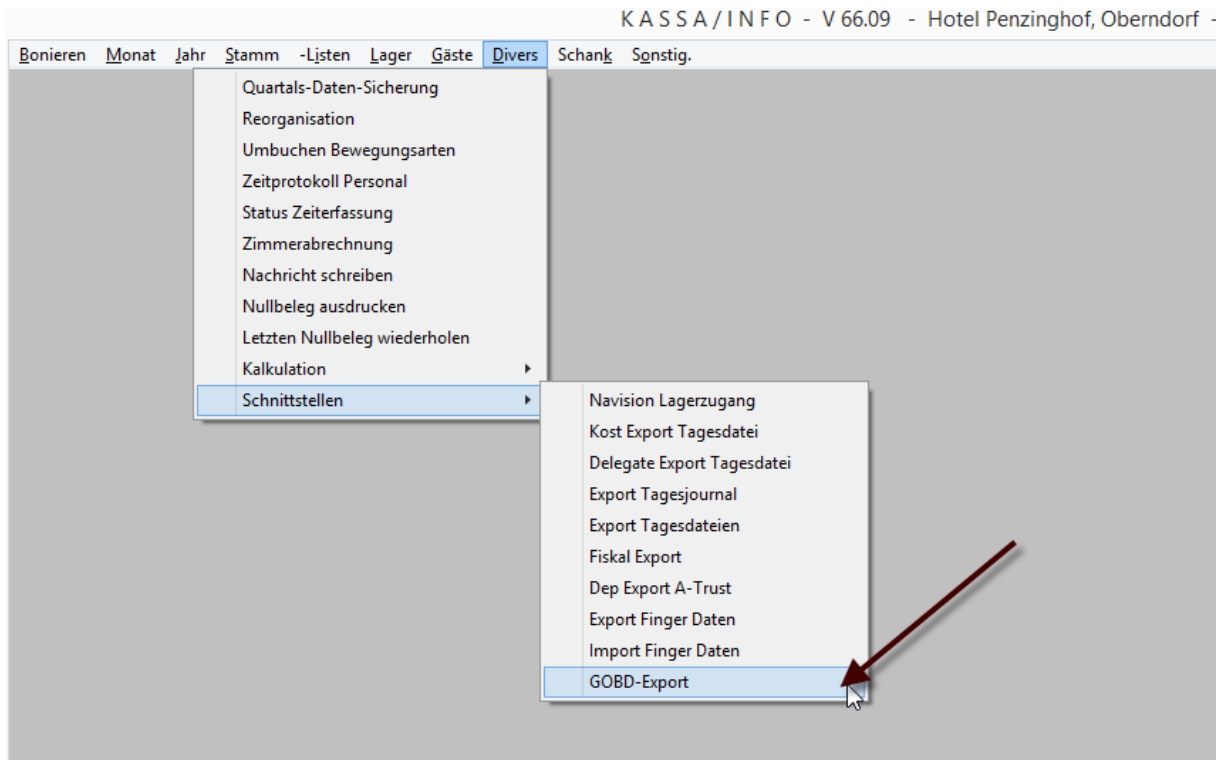 K A S S A / I N F O - V 66.09 - Hotel Penzinghof, Oberndorf -
Bonieren Monat Jahr Stamm -Listen Lager Gäste Divers Schank Sonstig.
Quartals-Daten-Sicherung
Reorganisation
Umbuchen Bewegungsarten
Zeitprotokoll Personal
Status Zeiterfassung
Zimmerabrechnung
Nachricht schreiben
Nullbeleg ausdrucken
Letzten Nullbeleg wiederholen
Kalkulation
Schnittstellen
Navision Lagerzugang
Kost Export Tagesdatei
Delegate Export Tagesdatei
Export Tagesjournal
Export Tagesdateien
Fiskal Export
Dep Export A-Trust
Export Finger Daten
Import Finger Daten
GOBD-Export